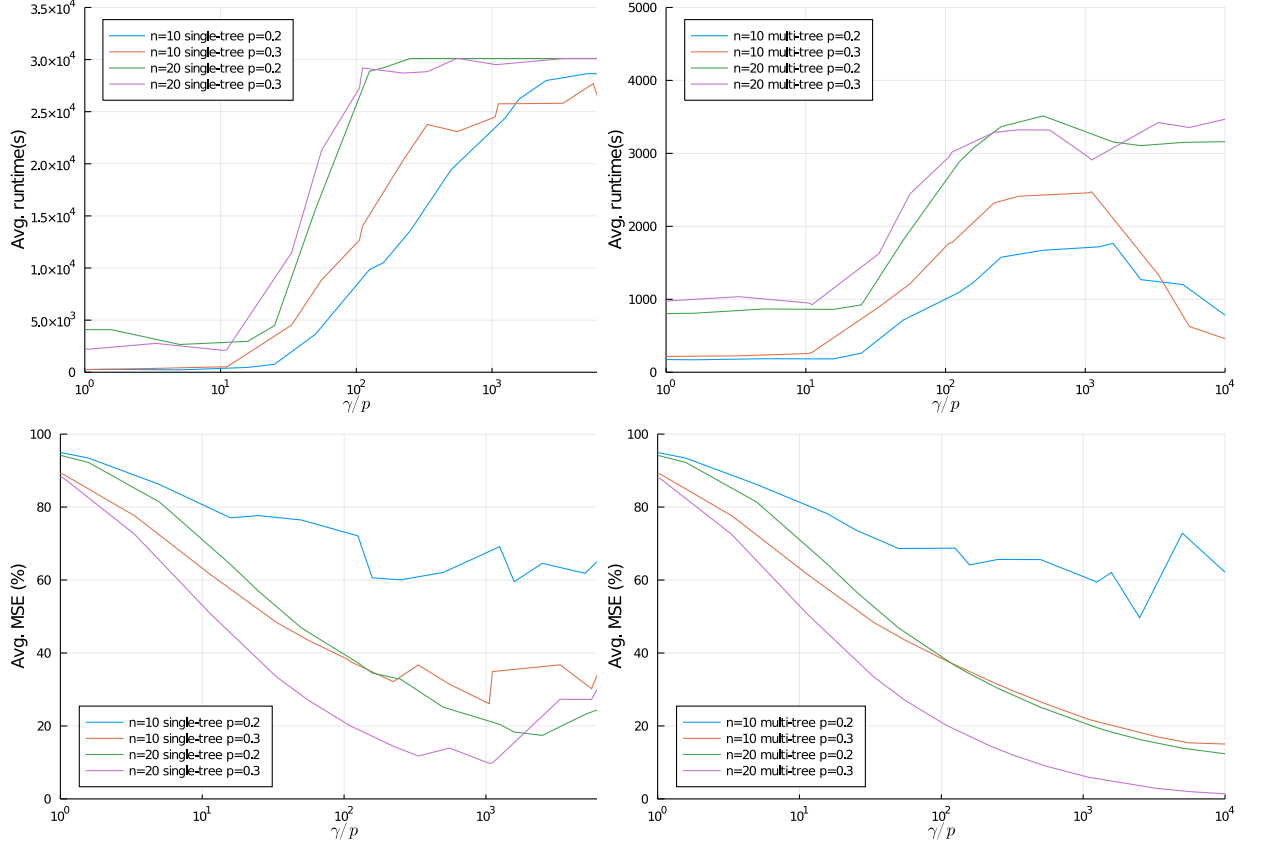 3.5×10⁴
3.0×10⁴
2.5×10⁴
2.0×10⁴
1.5×10⁴
1.0×10⁴
5.0×10³
0
Avg. runtime(s)
n=10 single-tree p=0.2
n=10 single-tree p=0.3
n=20 single-tree p=0.2
n=20 single-tree p=0.3
10⁰ 10¹ 10² 10³
γ/p
5000
4000
3000
2000
1000
0
Avg. runtime(s)
n=10 multi-tree p=0.2
n=10 multi-tree p=0.3
n=20 multi-tree p=0.2
n=20 multi-tree p=0.3
10⁰ 10¹ 10² 10³ 10⁴
γ/p
100
80
60
40
20
0
Avg. MSE (%)
n=10 single-tree p=0.2
n=10 single-tree p=0.3
n=20 single-tree p=0.2
n=20 single-tree p=0.3
10⁰ 10¹ 10² 10³
γ/p
100
80
60
40
20
0
Avg. MSE (%)
n=10 multi-tree p=0.2
n=10 multi-tree p=0.3
n=20 multi-tree p=0.2
n=20 multi-tree p=0.3
10⁰ 10¹ 10² 10³ 10⁴
γ/p